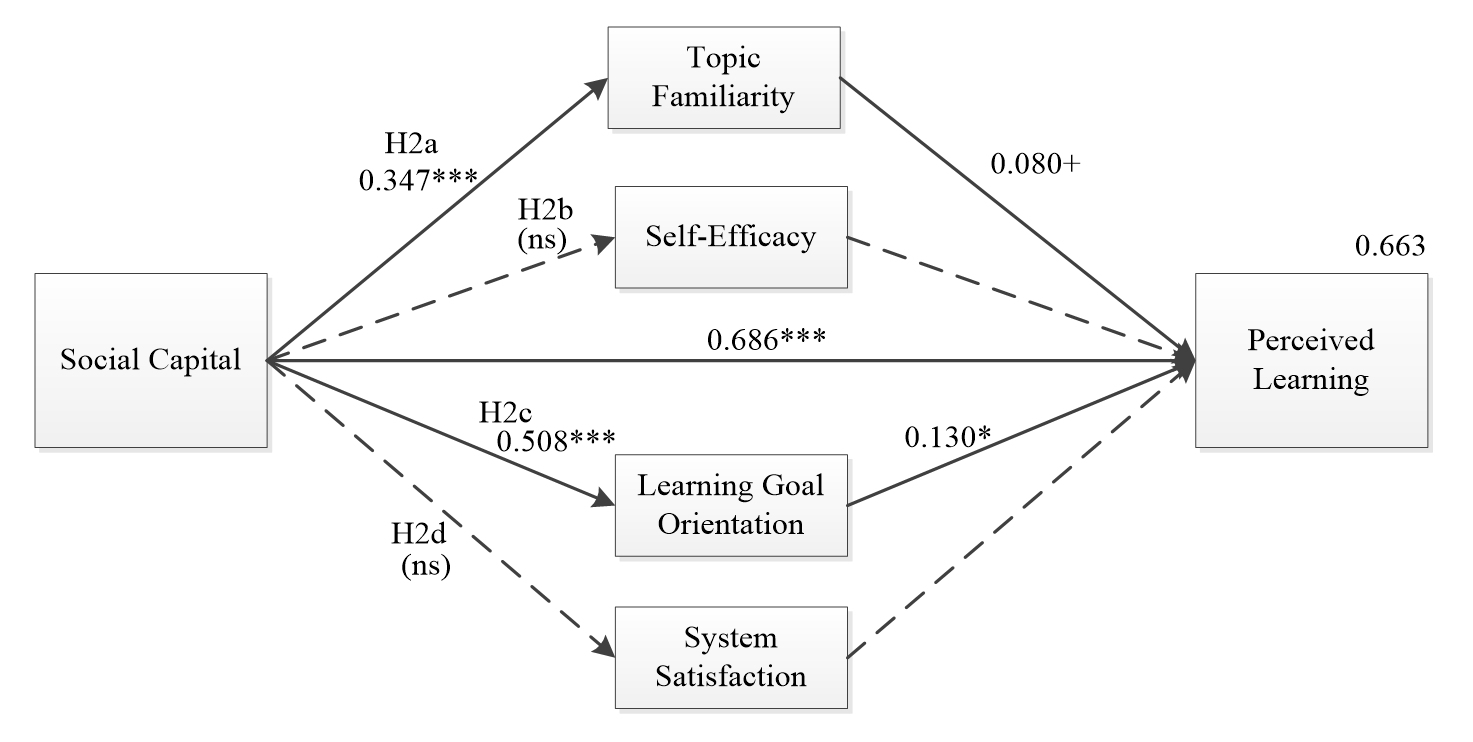 Topic
Familiarity
H2a
0.347***
0.080+
H2b
(ns)
Self-Efficacy
0.663
Social Capital
0.686***
Perceived
Learning
H2c
0.508***
0.130*
Learning Goal
Orientation
H2d
(ns)
System
Satisfaction